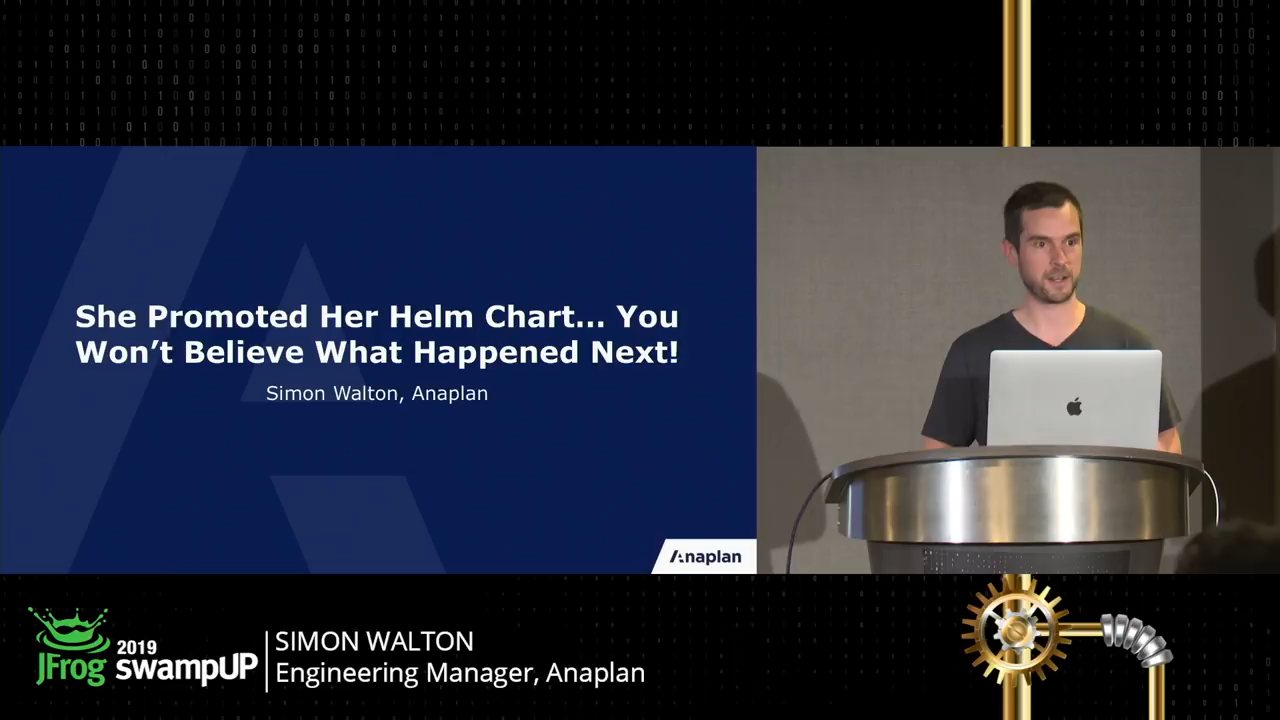 She Promoted Her Helm Chart... You
Won't Believe What Happened Next!
Simon Walton, Anaplan
Anaplan
JFrog
2019
swampUP
SIMON WALTON
Engineering Manager, Anaplan